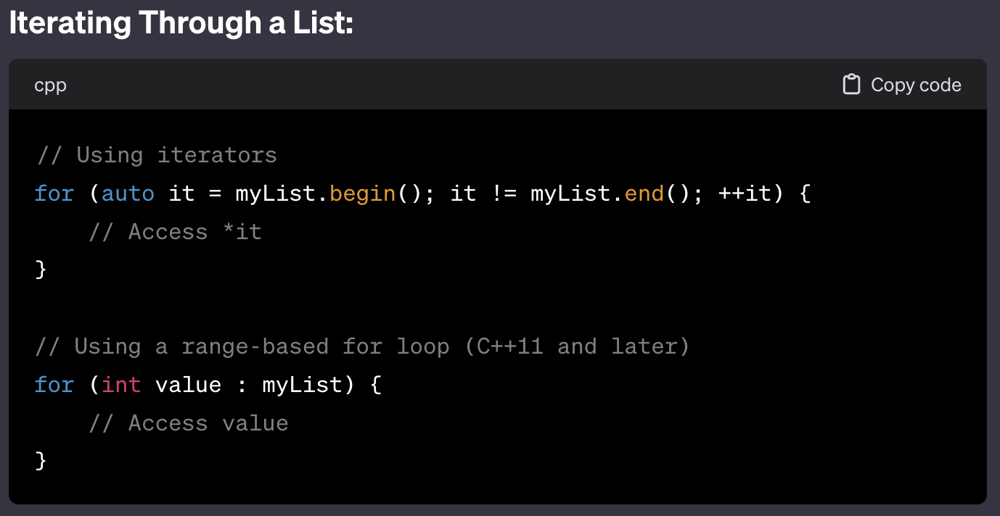 Iterating Through a List:
cpp
Copy code
// Using iterators
for (auto it = myList.begin(); it != myList.end(); ++it) {
    // Access *it
}
// Using a range-based for loop (C++11 and later)
for (int value : myList) {
    // Access value
}